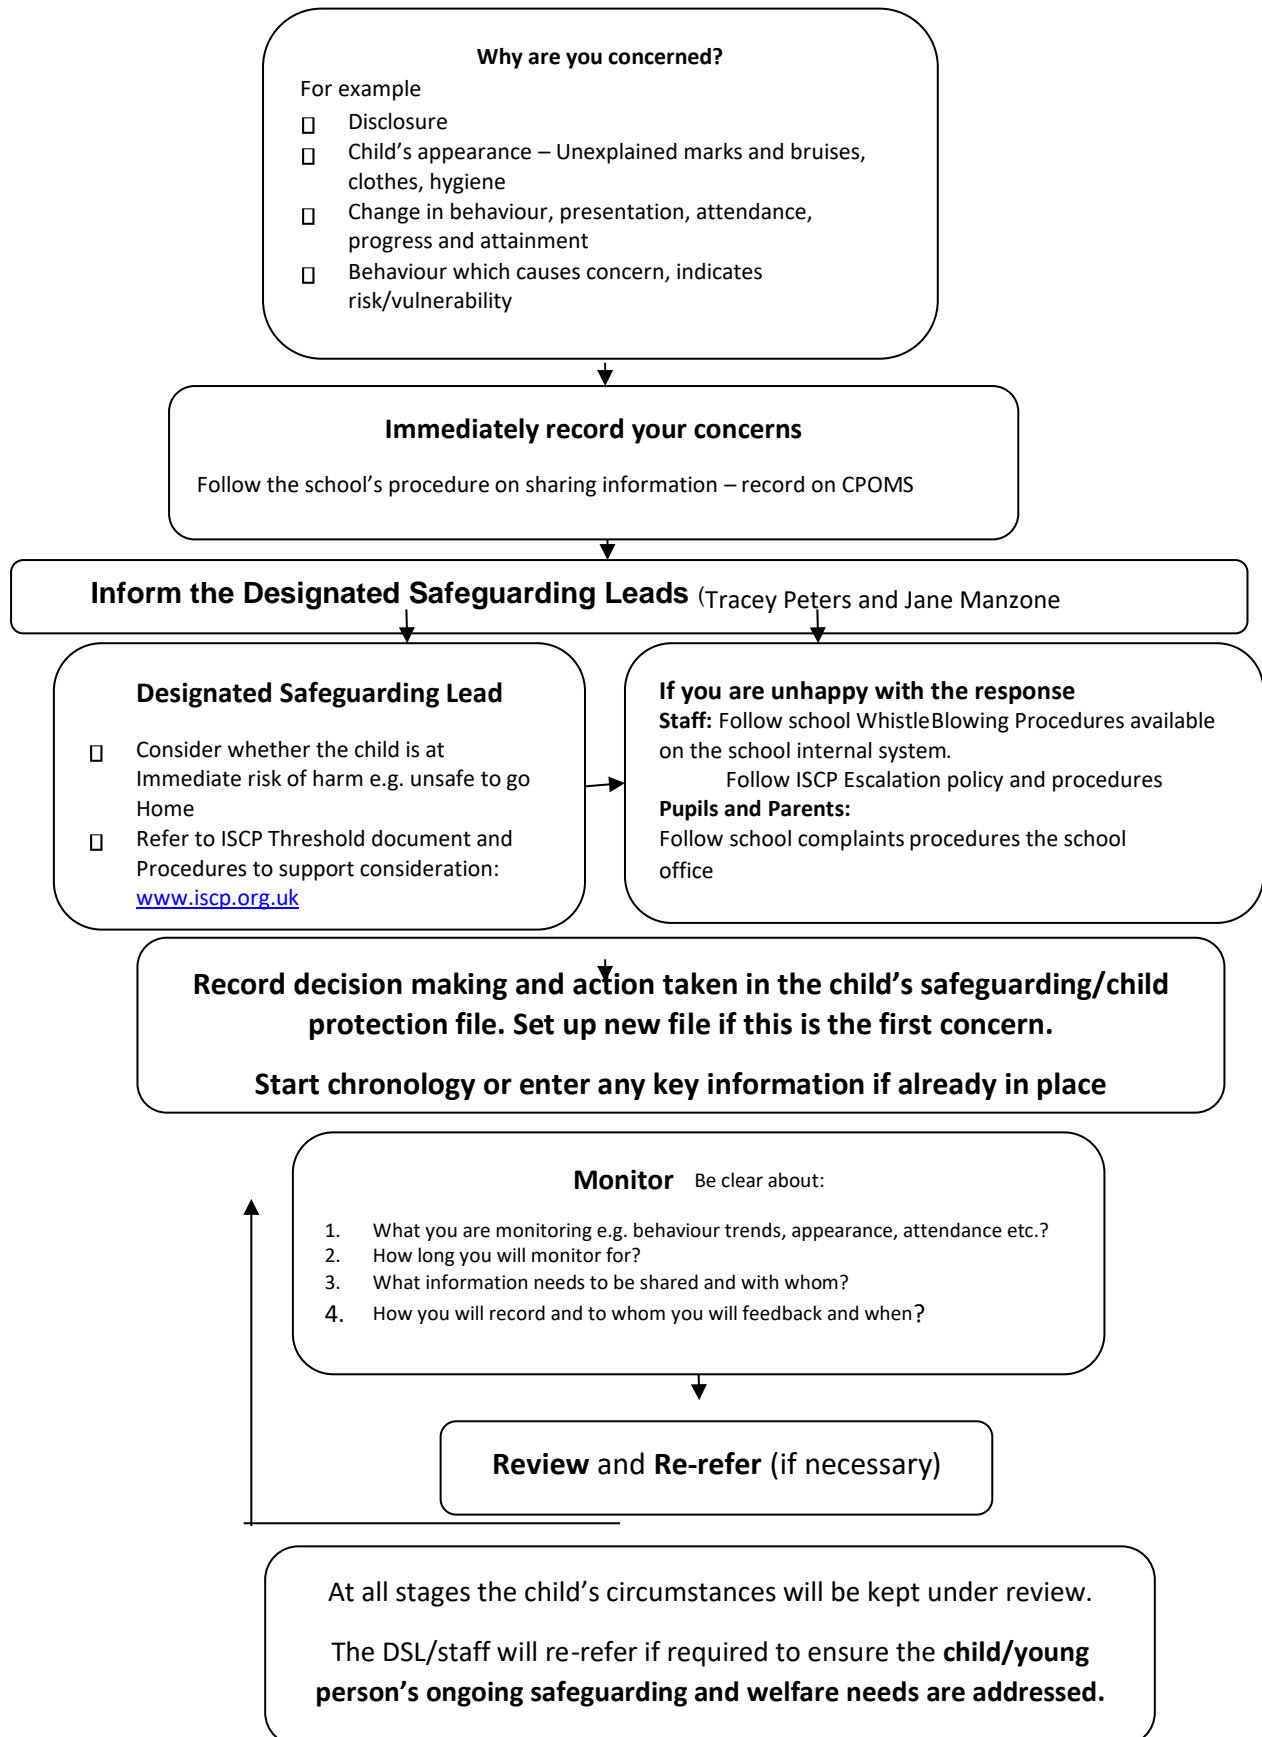 Why are you concerned?
For example
Disclosure
Child's appearance – Unexplained marks and bruises,
clothes, hygiene
Change in behaviour, presentation, attendance,
progress and attainment
Behaviour which causes concern, indicates
risk/vulnerability
Immediately record your concerns
Follow the school's procedure on sharing information – record on CPOMS
Inform the Designated Safeguarding Leads (Tracey Peters and Jane Manzone
Designated Safeguarding Lead
Consider whether the child is at
Immediate risk of harm e.g. unsafe to go
Home
Refer to ISCP Threshold document and
Procedures to support consideration:
www.iscp.org.uk
If you are unhappy with the response
Staff: Follow school WhistleBlowing Procedures available
on the school internal system.
Follow ISCP Escalation policy and procedures
Pupils and Parents:
Follow school complaints procedures the school
office
Record decision making and action taken in the child's safeguarding/child
protection file. Set up new file if this is the first concern.
Start chronology or enter any key information if already in place
Monitor Be clear about:
1. What you are monitoring e.g. behaviour trends, appearance, attendance etc.?
2. How long you will monitor for?
3. What information needs to be shared and with whom?
4. How you will record and to whom you will feedback and when?
Review and Re-refer (if necessary)
At all stages the child's circumstances will be kept under review.
The DSL/staff will re-refer if required to ensure the child/young
person's ongoing safeguarding and welfare needs are addressed.